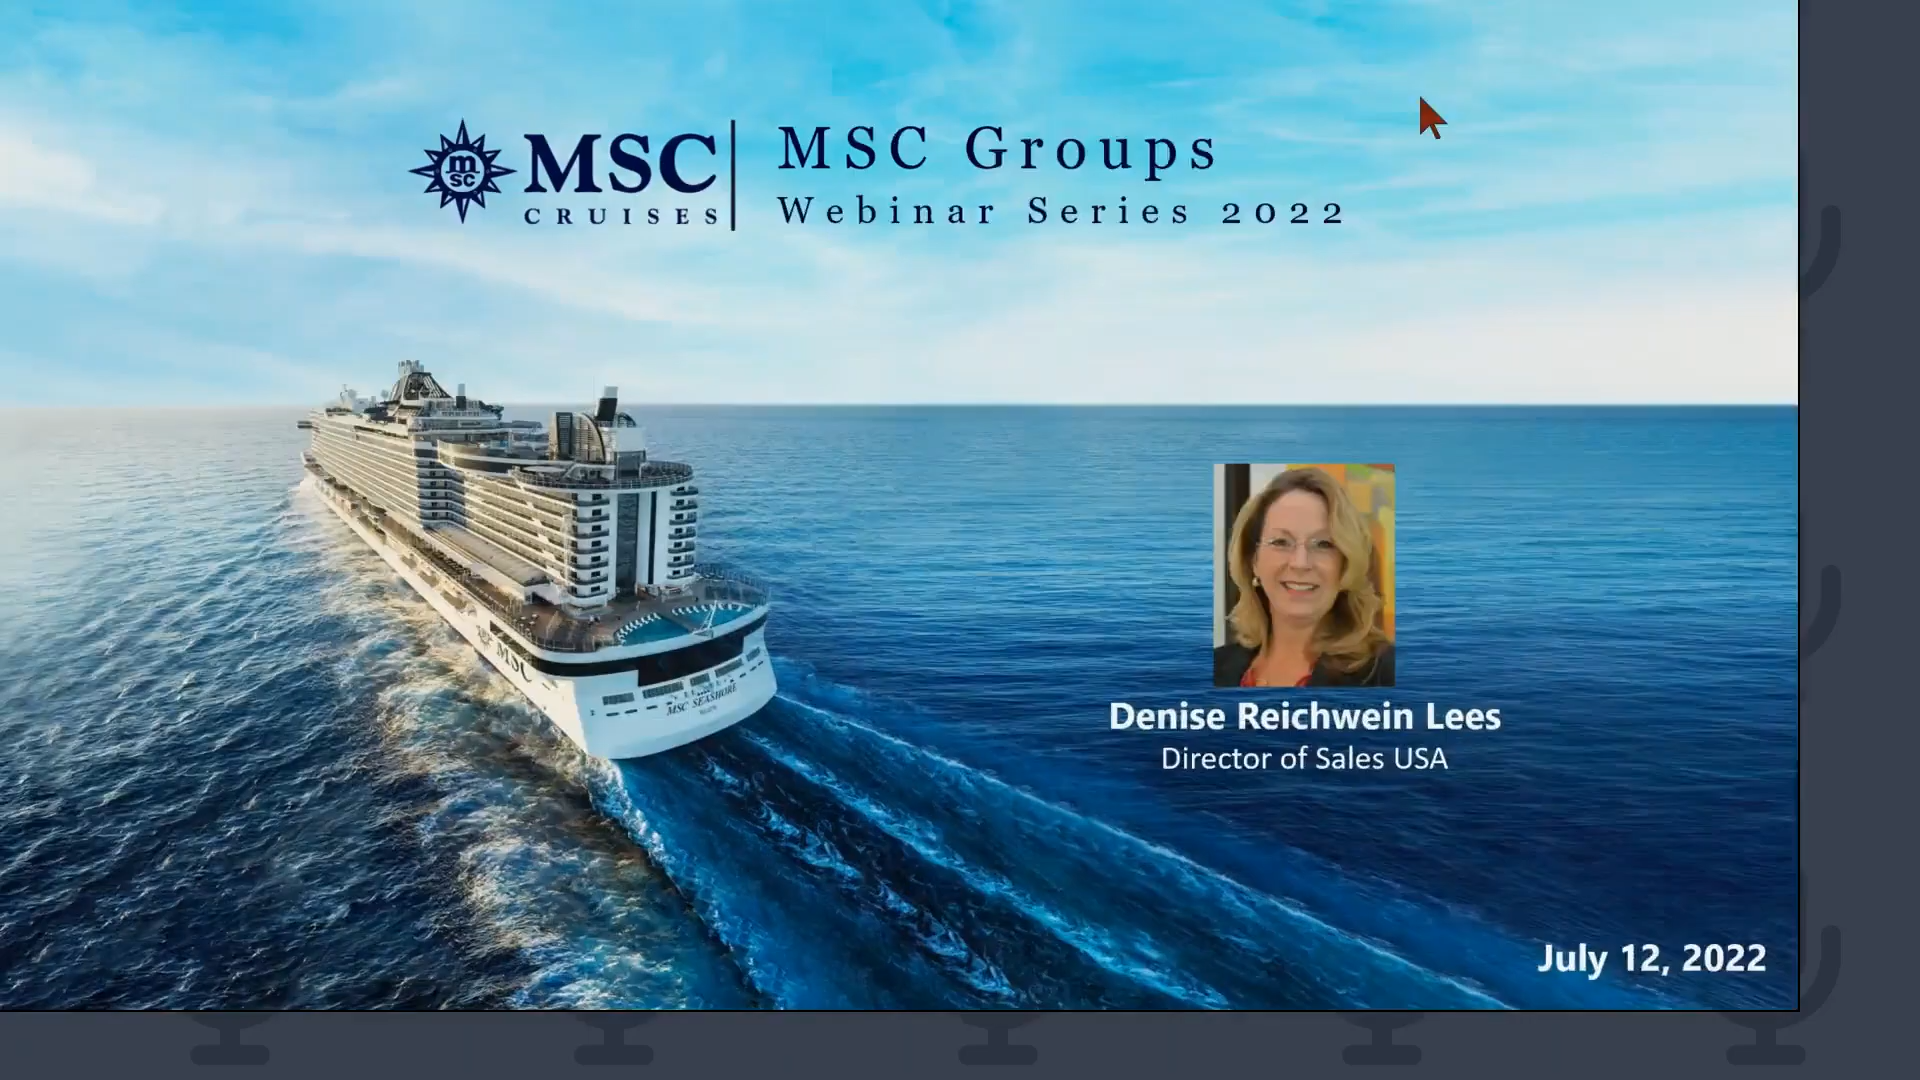 MSC
CRUISES
msc
MSC Groups
Webinar Series 2022
MSC
MSC SEASHORE
Denise Reichwein Lees
Director of Sales USA
July 12, 2022